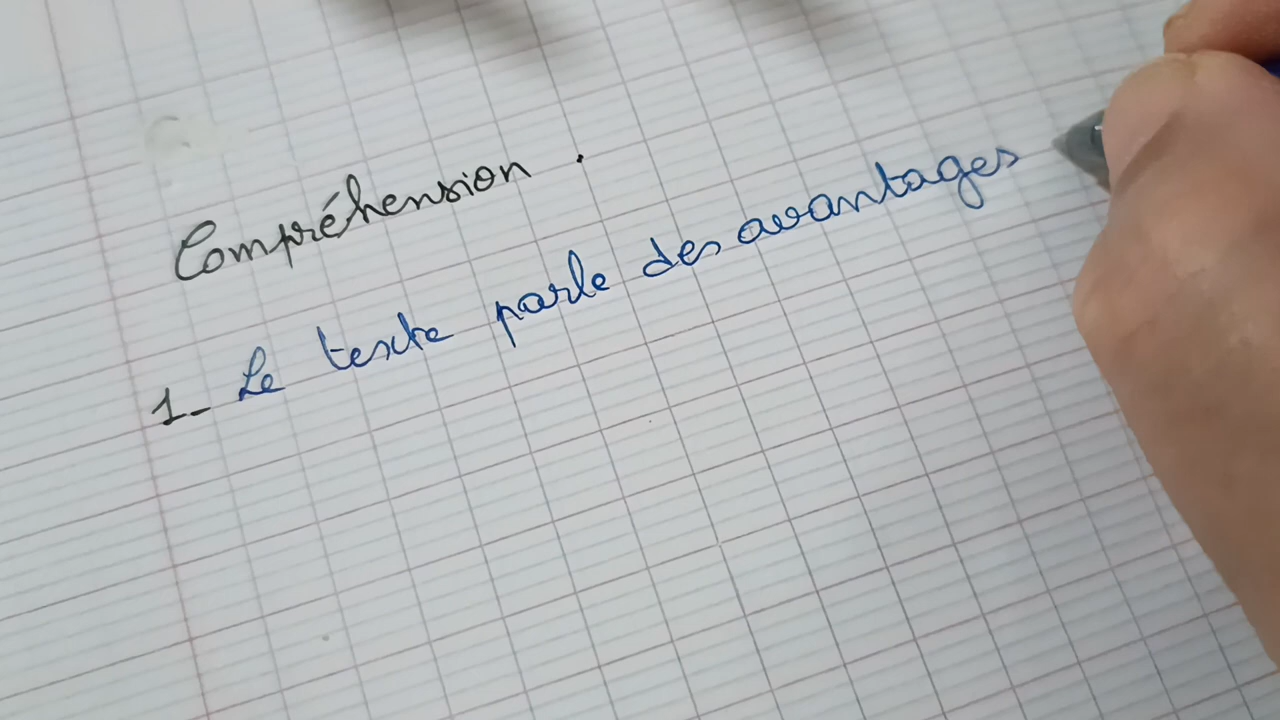 Compréhension .
1- Le texte parle des avantages